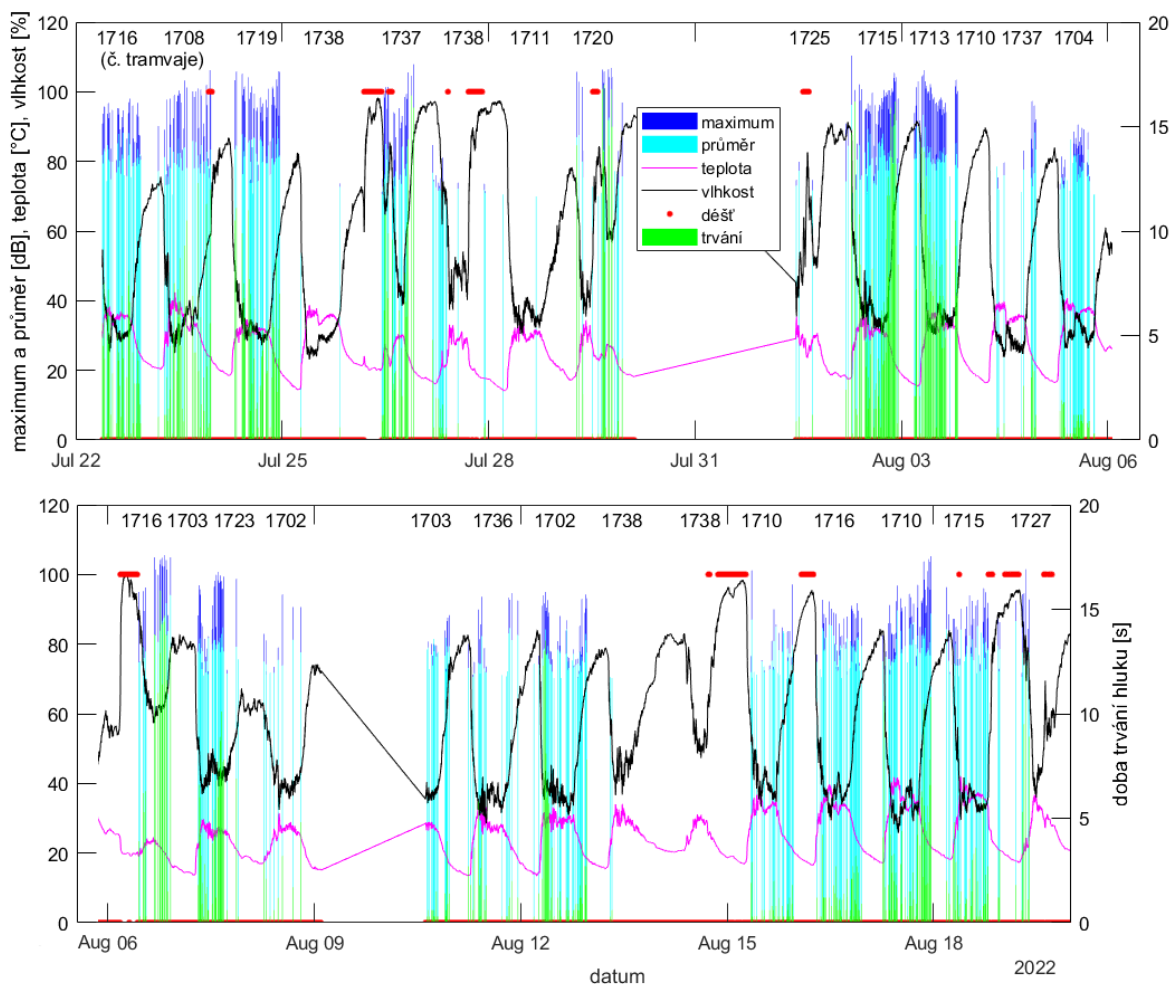 120
100
80
60
40
20
0
maximum a průměr [dB], teplota [°C], vlhkost [%]
1716 1708 1719 1738 1737 1738 1711 1720 1725 1715 1713 1710 1737 1704
(č. tramvaje)
maximum
průměr
teplota
vlhkost
déšť
trvání
20
15
10
5
0
Jul 22 Jul 25 Jul 28 Jul 31 Aug 03 Aug 06
120
100
80
60
40
20
0
1716 1703 1723 1702 1703 1736 1702 1738 1738 1710 1716 1710 1715 1727
20
15
10
5
0
doba trvání hluku [s]
Aug 06 Aug 09 Aug 12 Aug 15 Aug 18
2022
datum